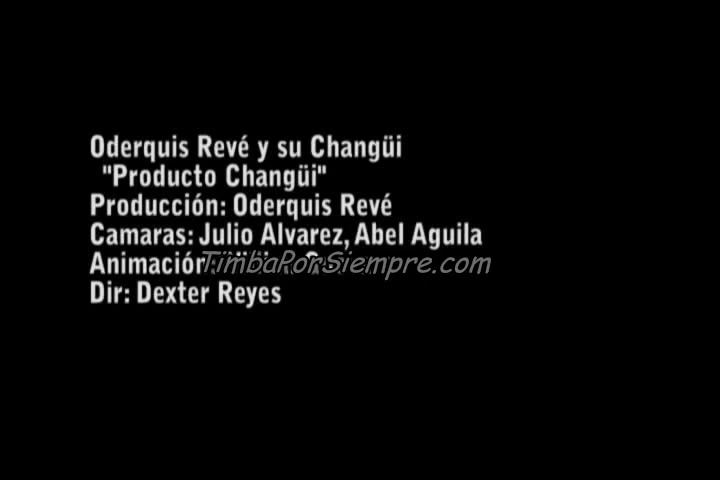 Oderquis Revé y su Changüi
"Producto Changüi"
Producción: Oderquis Revé
Camaras: Julio Alvarez, Abel Aguila
Animación
TimbaPorSiempre.com
Dir: Dexter Reyes